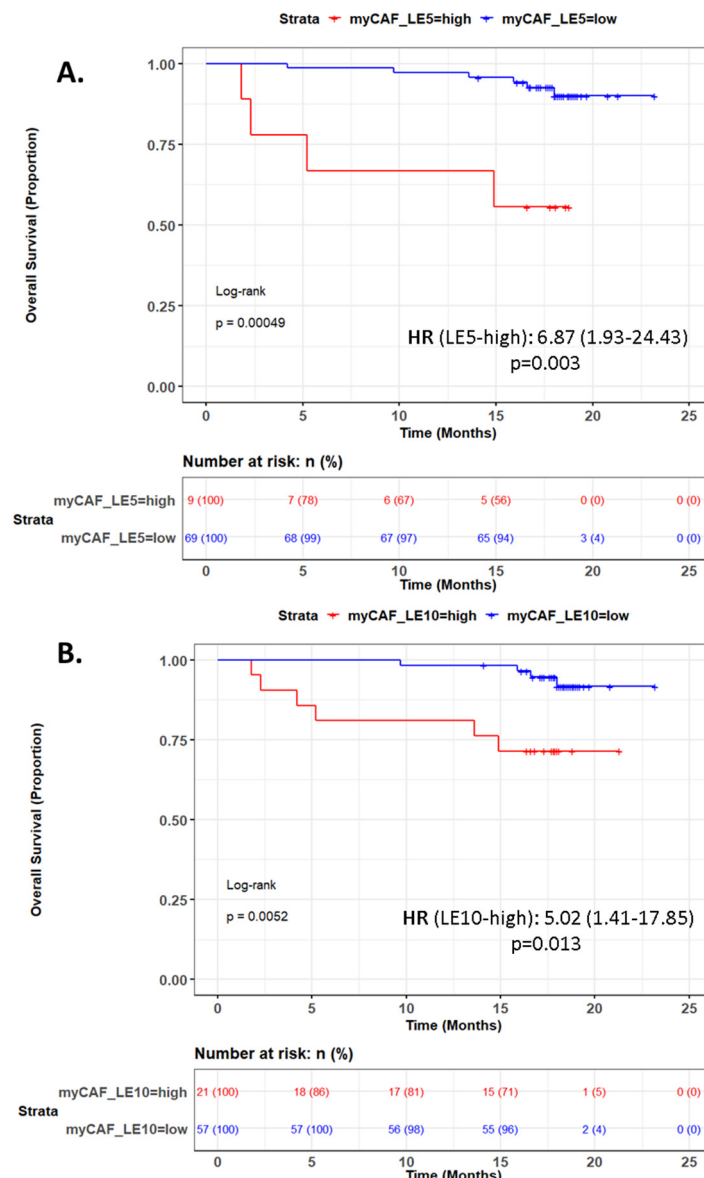 Strata myCAF_LE5=high myCAF_LE5=low
A.
1.00
0.75
0.50
0.25
0.00
Overall Survival (Proportion)
Log-rank
p = 0.00049
HR (LE5-high): 6.87 (1.93-24.43)
p=0.003
0 5 10 15 20 25
Time (Months)
Number at risk: n (%)
Strata
myCAF_LE5=high 9 (100) 7 (78) 6 (67) 5 (56) 0 (0) 0 (0)
myCAF_LE5=low 69 (100) 68 (99) 67 (97) 65 (94) 3 (4) 0 (0)
0 5 10 15 20 25
Time (Months)
Strata myCAF_LE10=high myCAF_LE10=low
B.
1.00
0.75
0.50
0.25
0.00
Overall Survival (Proportion)
Log-rank
p = 0.0052
HR (LE10-high): 5.02 (1.41-17.85)
p=0.013
0 5 10 15 20 25
Time (Months)
Number at risk: n (%)
Strata
myCAF_LE10=high 21 (100) 18 (86) 17 (81) 15 (71) 1 (5) 0 (0)
myCAF_LE10=low 57 (100) 57 (100) 56 (98) 55 (96) 2 (4) 0 (0)
0 5 10 15 20 25
Time (Months)